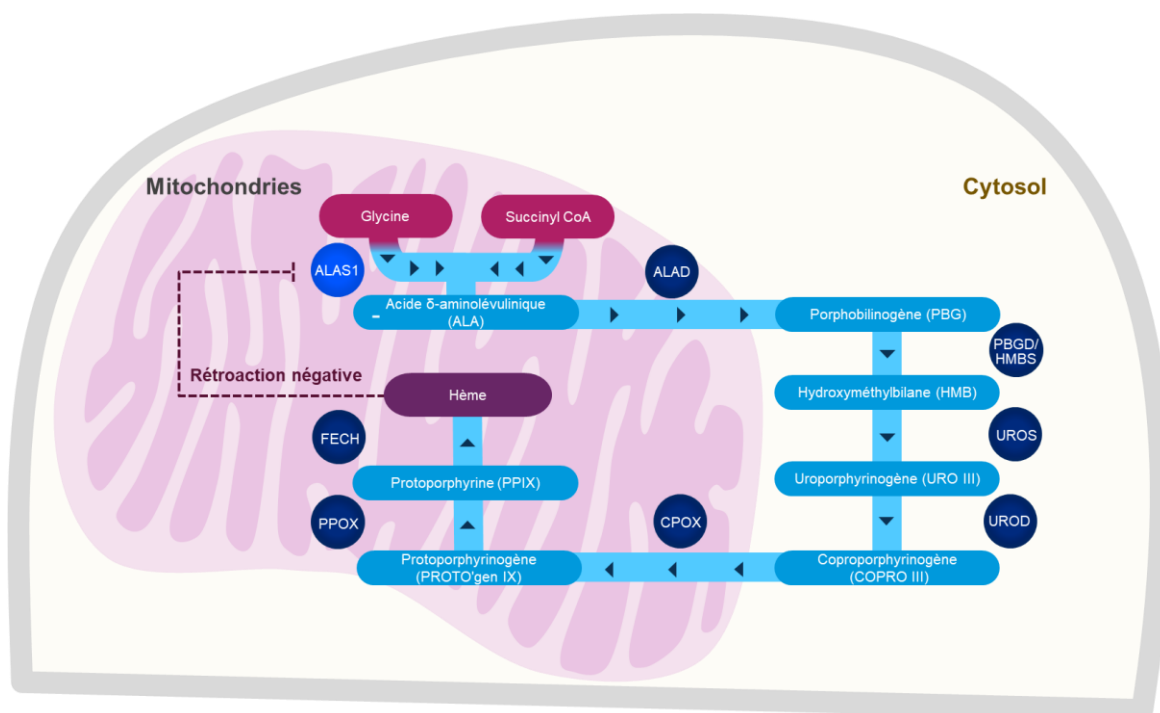 Mitochondries
Cytosol
Glycine
Succinyl CoA
ALAS1
ALAD
Acide δ-aminolévulinique
(ALA)
Porphobilinogène (PBG)
PBGD/
HMBS
Rétroaction négative
Hème
Hydroxyméthylbilane (HMB)
FECH
UROS
Protoporphyrine (PPIX)
Uroporphyrinogène (URO III)
PPOX
CPOX
UROD
Protoporphyrinogène
(PROTO'gen IX)
Coproporphyrinogène
(COPRO III)